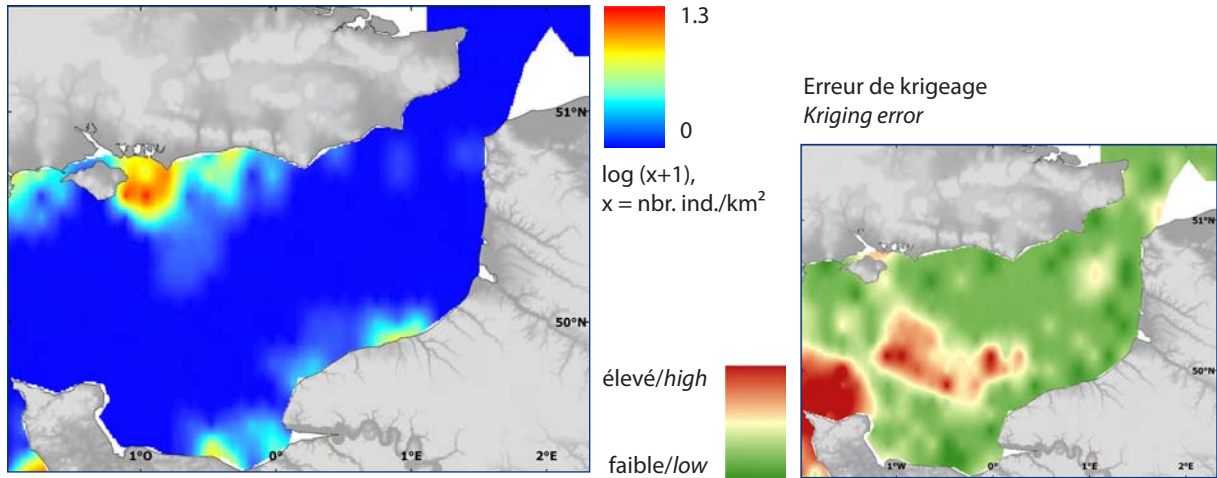 51°N
50°N
1°O
0°
1°E
2°E
1.3
0
log (x+1),
x = nbr. ind./km²
Erreur de krigeage
Kriging error
élevé/high
faible/low
51°N
50°N
1°W
0°
1°E
2°E